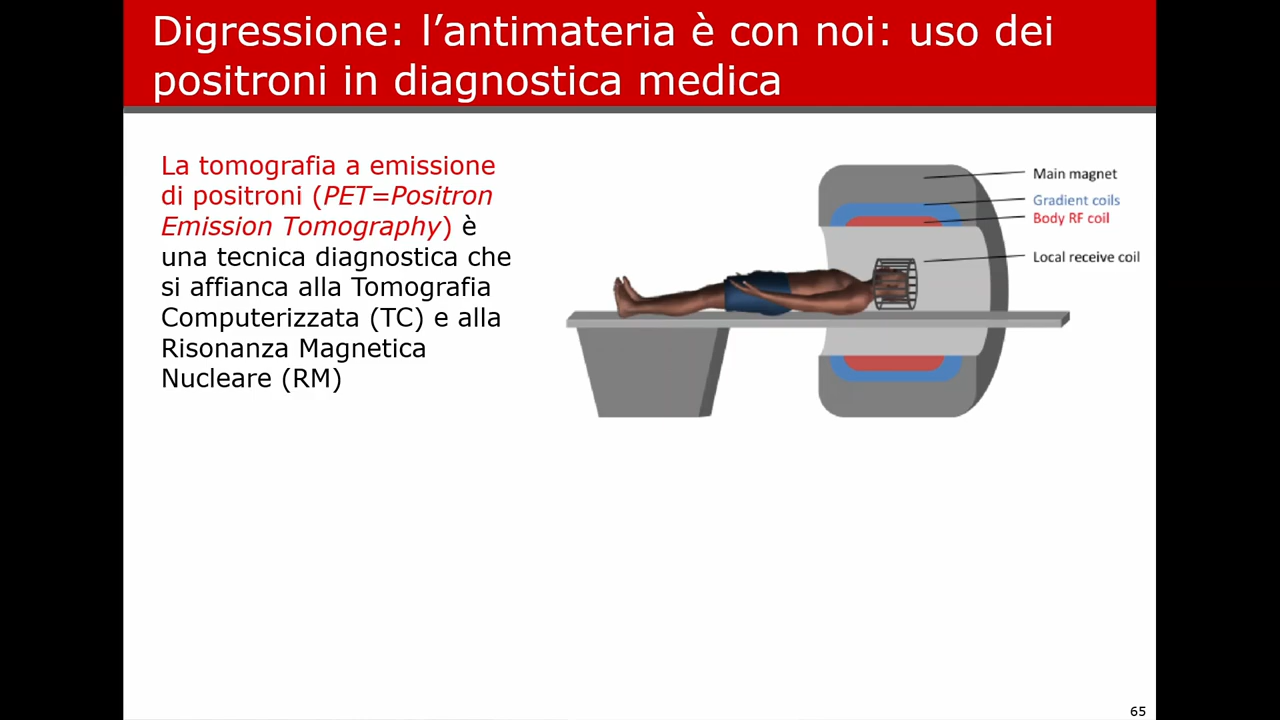 Digressione: l’antimateria è con noi: uso dei
positroni in diagnostica medica
La tomografia a emissione
di positroni (PET=Positron
Emission Tomography) è
una tecnica diagnostica che
si affianca alla Tomografia
Computerizzata (TC) e alla
Risonanza Magnetica
Nucleare (RM)
Main magnet
Gradient coils
Body RF coil
Local receive coil
65